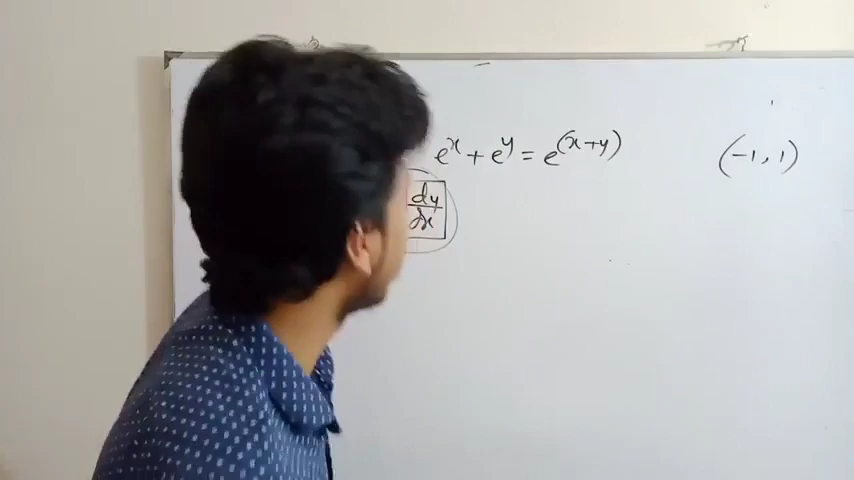 e^x + e^y = e^(x+y) (-1, 1)
dy/dx